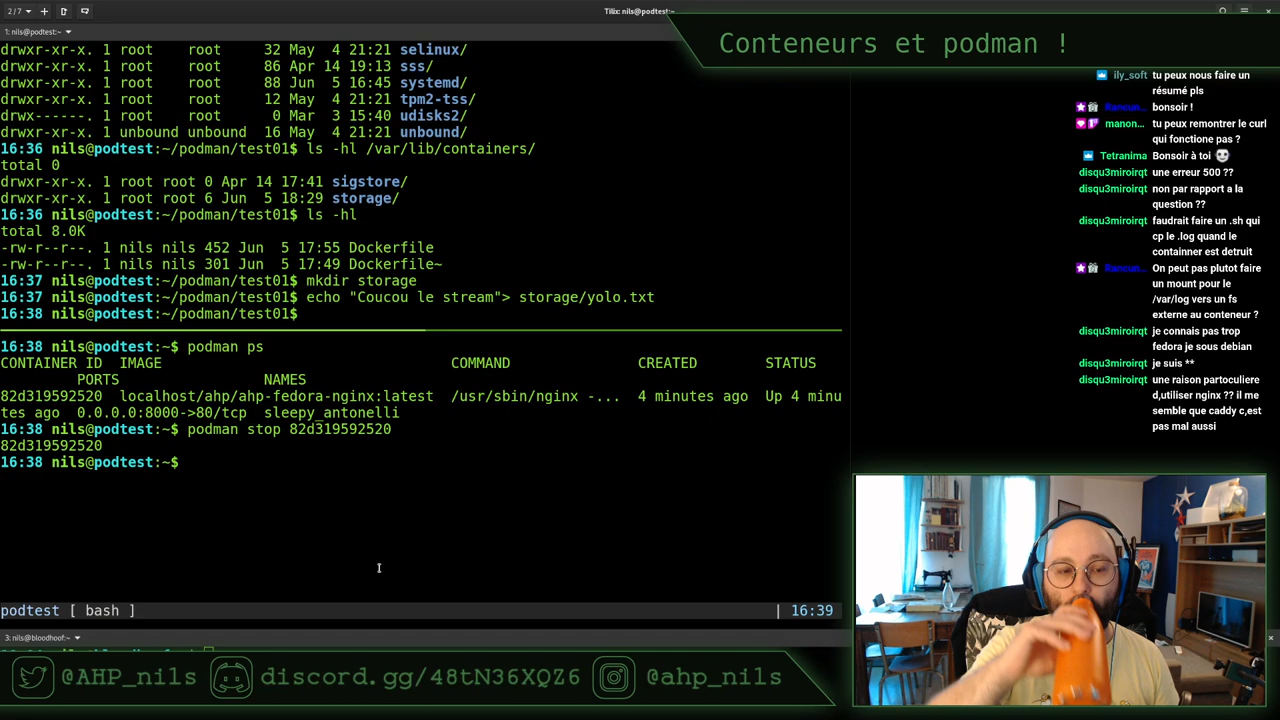 2/7
Tilix: nils@podtest:~
1: nils@podtest:~
Conteneurs et podman !
drwxr-xr-x. 1 root    root     32 May  4 21:21 selinux/
drwxr-xr-x. 1 root    root     86 Apr 14 19:13 sss/
drwxr-xr-x. 1 root    root     88 Jun  5 16:45 systemd/
drwxr-xr-x. 1 root    root     12 May  4 21:21 tpm2-tss/
drwx------. 1 root    root      0 Mar  3 15:40 udisks2/
drwxr-xr-x. 1 unbound unbound  16 May  4 21:21 unbound/
16:36 nils@podtest:~/podman/test01$ ls -hl /var/lib/containers/
total 0
drwxr-xr-x. 1 root root 0 Apr 14 17:41 sigstore/
drwxr-xr-x. 1 root root 6 Jun  5 18:29 storage/
16:36 nils@podtest:~/podman/test01$ ls -hl
total 8.0K
-rw-r--r--. 1 nils nils 452 Jun  5 17:55 Dockerfile
-rw-r--r--. 1 nils nils 301 Jun  5 17:49 Dockerfile~
16:37 nils@podtest:~/podman/test01$ mkdir storage
16:37 nils@podtest:~/podman/test01$ echo "Coucou le stream"> storage/yolo.txt
16:38 nils@podtest:~/podman/test01$
16:38 nils@podtest:~$ podman ps
CONTAINER ID  IMAGE                                  COMMAND               CREATED        STATUS
         PORTS                 NAMES
82d319592520  localhost/ahp/ahp-fedora-nginx:latest  /usr/sbin/nginx -...  4 minutes ago  Up 4 minu
tes ago  0.0.0.0:8000->80/tcp  sleepy_antonelli
16:38 nils@podtest:~$ podman stop 82d319592520
82d319592520
16:38 nils@podtest:~$
podtest [ bash ]
| 16:39
3: nils@bloodhoof:~
ily_soft tu peux nous faire un
résumé pls
Rancun... bonsoir !
manon... tu peux remontrer le curl
qui fonctione pas ?
Tetranima Bonsoir à toi
disqu3miroirqt une erreur 500 ??
disqu3miroirqt non par rapport a la
question ??
disqu3miroirqt faudrait faire un .sh qui
cp le .log quand le
containner est detruit
Rancun... On peut pas plutot faire
un mount pour le
/var/log vers un fs
externe au conteneur ?
disqu3miroirqt je connais pas trop
fedora je sous debian
disqu3miroirqt je suis **
disqu3miroirqt une raison partoculiere
d,utiliser nginx ?? il me
semble que caddy c,est
pas mal aussi
@AHP_nils
discord.gg/48tN36XQZ6
@ahp_nils